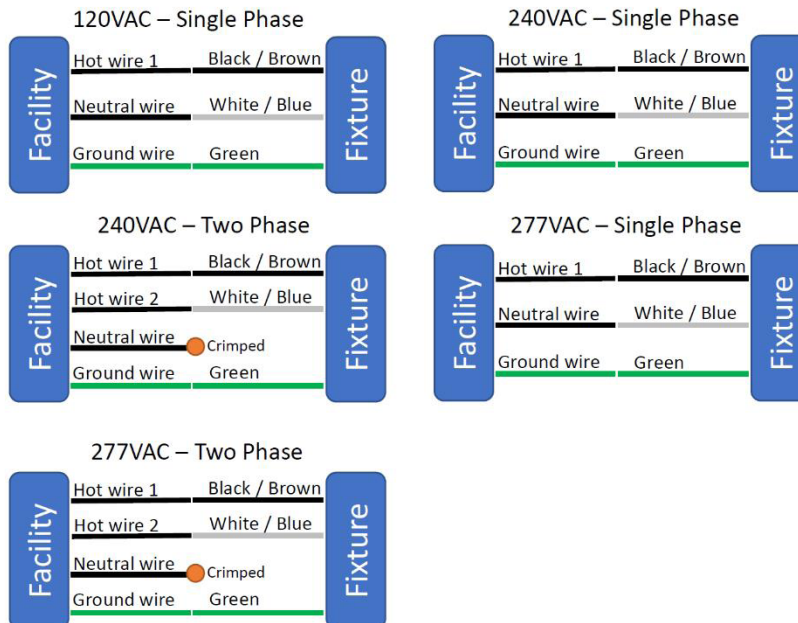 120VAC – Single Phase
Facility
Hot wire 1 Black / Brown
Neutral wire White / Blue
Ground wire Green
Fixture
240VAC – Single Phase
Facility
Hot wire 1 Black / Brown
Neutral wire White / Blue
Ground wire Green
Fixture
240VAC – Two Phase
Facility
Hot wire 1 Black / Brown
Hot wire 2 White / Blue
Neutral wire Crimped
Ground wire Green
Fixture
277VAC – Single Phase
Facility
Hot wire 1 Black / Brown
Neutral wire White / Blue
Ground wire Green
Fixture
277VAC – Two Phase
Facility
Hot wire 1 Black / Brown
Hot wire 2 White / Blue
Neutral wire Crimped
Ground wire Green
Fixture